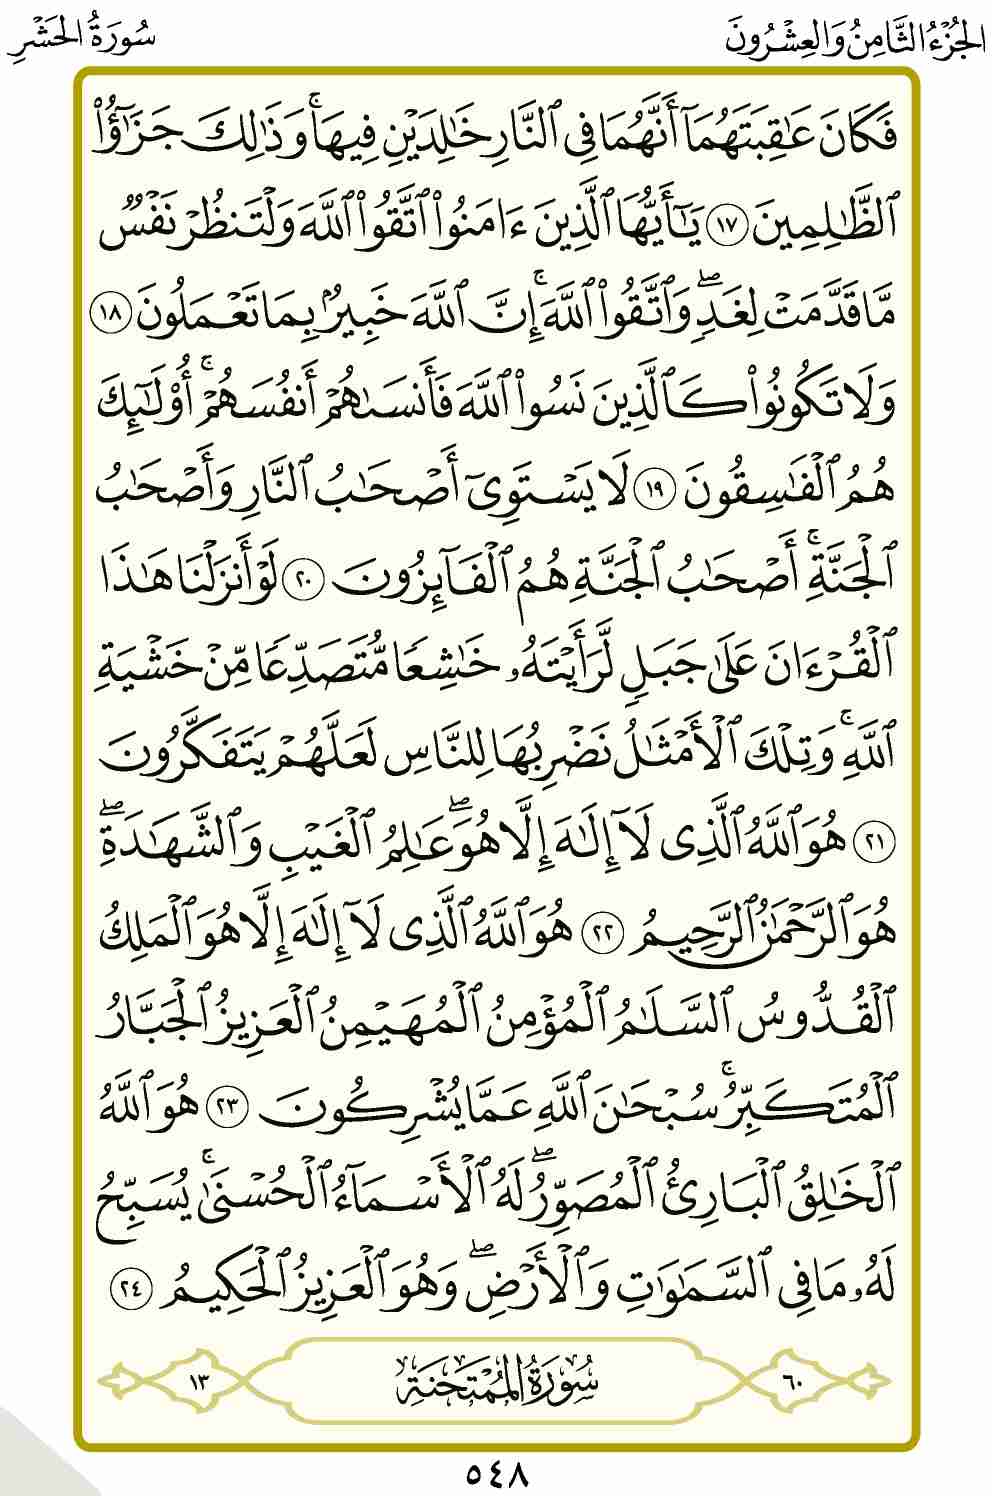 الجُزْءُ الثَّامِنُ وَالعِشْرُونَ
سُورَةُ الحَشْرِ
فَكَانَ عَٰقِبَتَهُمَآ أَنَّهُمَا فِي ٱلنَّارِ خَٰلِدَيْنِ فِيهَاۚ وَذَٰلِكَ جَزَٰٓؤُاْ
ٱلظَّٰلِمِينَ ١٧ يَٰٓأَيُّهَا ٱلَّذِينَ ءَامَنُواْ ٱتَّقُواْ ٱللَّهَ وَلْتَنظُرْ نَفْسٌ
مَّا قَدَّمَتْ لِغَدٍۖ وَٱتَّقُواْ ٱللَّهَۚ إِنَّ ٱللَّهَ خَبِيرُۢ بِمَا تَعْمَلُونَ ١٨
وَلَا تَكُونُواْ كَٱلَّذِينَ نَسُواْ ٱللَّهَ فَأَنسَىٰهُمْ أَنفُسَهُمْۚ أُوْلَٰٓئِكَ
هُمُ ٱلْفَٰسِقُونَ ١٩ لَا يَسْتَوِيٓ أَصْحَٰبُ ٱلنَّارِ وَأَصْحَٰبُ
ٱلْجَنَّةِۚ أَصْحَٰبُ ٱلْجَنَّةِ هُمُ ٱلْفَآئِزُونَ ٢٠ لَوْ أَنزَلْنَا هَٰذَا
ٱلْقُرْءَانَ عَلَىٰ جَبَلٍ لَّرَأَيْتَهُۥ خَٰشِعًا مُّتَصَدِّعًا مِّنْ خَشْيَةِ
ٱللَّهِۚ وَتِلْكَ ٱلْأَمْثَٰلُ نَضْرِبُهَا لِلنَّاسِ لَعَلَّهُمْ يَتَفَكَّرُونَ
٢١ هُوَ ٱللَّهُ ٱلَّذِي لَآ إِلَٰهَ إِلَّا هُوَۖ عَٰلِمُ ٱلْغَيْبِ وَٱلشَّهَٰدَةِۖ
هُوَ ٱلرَّحْمَٰنُ ٱلرَّحِيمُ ٢٢ هُوَ ٱللَّهُ ٱلَّذِي لَآ إِلَٰهَ إِلَّا هُوَ ٱلْمَلِكُ
ٱلْقُدُّوسُ ٱلسَّلَٰمُ ٱلْمُؤْمِنُ ٱلْمُهَيْمِنُ ٱلْعَزِيزُ ٱلْجَبَّارُ
ٱلْمُتَكَبِّرُۚ سُبْحَٰنَ ٱللَّهِ عَمَّا يُشْرِكُونَ ٢٣ هُوَ ٱللَّهُ
ٱلْخَٰلِقُ ٱلْبَارِئُ ٱلْمُصَوِّرُۖ لَهُ ٱلْأَسْمَآءُ ٱلْحُسْنَىٰۚ يُسَبِّحُ
لَهُۥ مَا فِي ٱلسَّمَٰوَٰتِ وَٱلْأَرْضِۖ وَهُوَ ٱلْعَزِيزُ ٱلْحَكِيمُ ٢٤
٦٠ سُورَةُ المُمْتَحنَةِ ١٣
٥٤٨